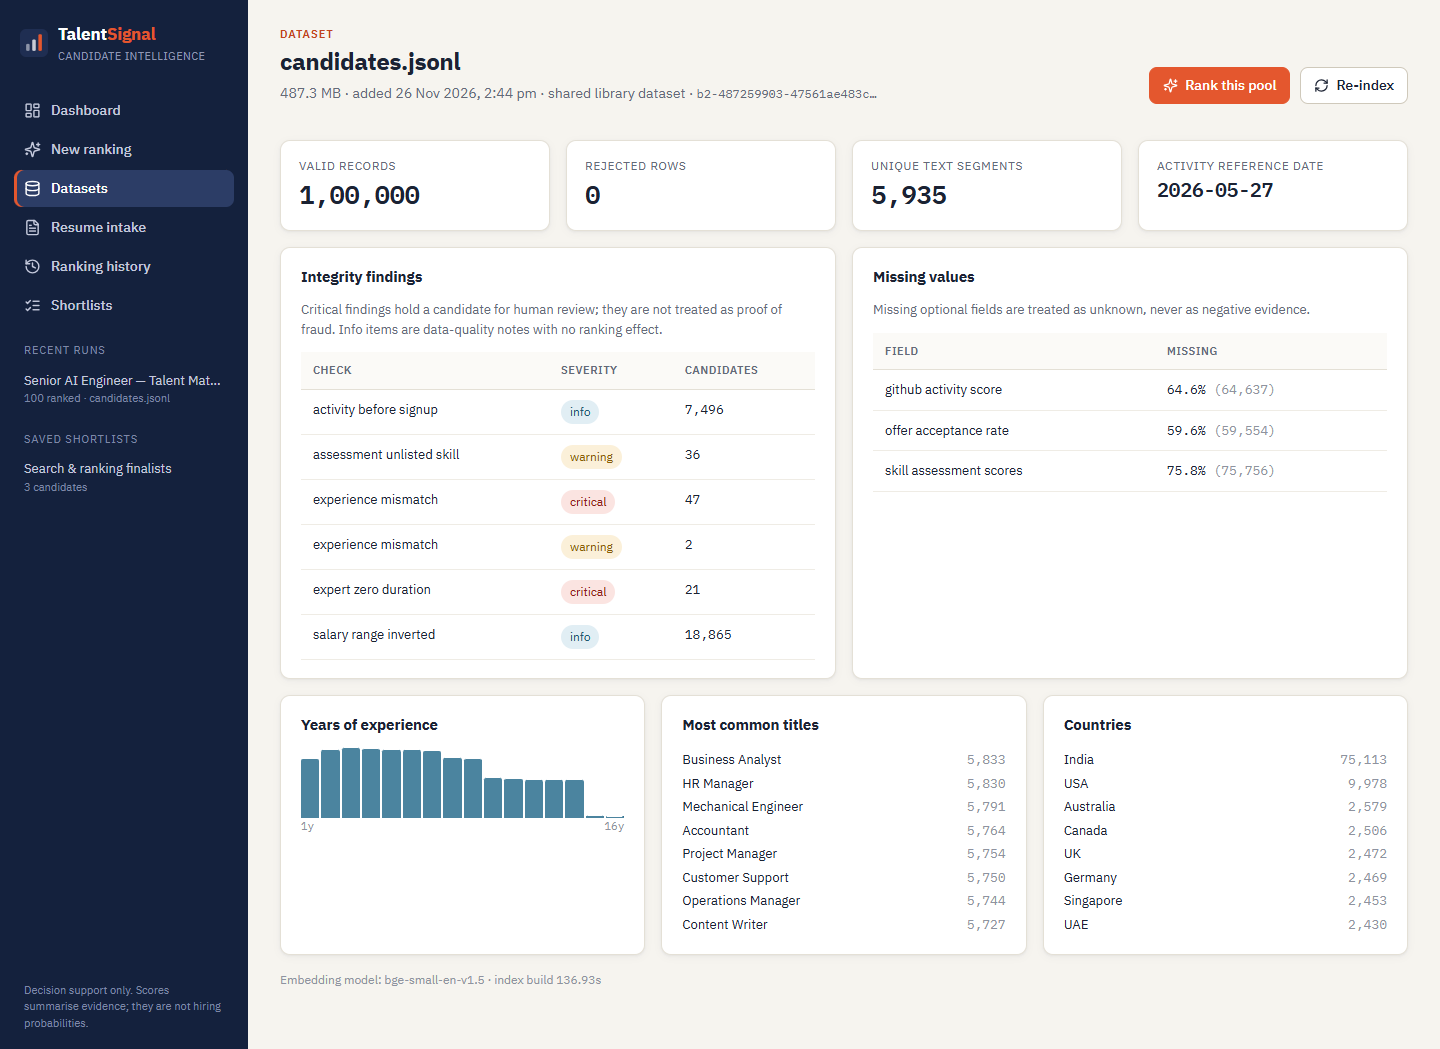 TalentSignal
CANDIDATE INTELLIGENCE
Dashboard
New ranking
Datasets
Resume intake
Ranking history
Shortlists
RECENT RUNS
Senior AI Engineer — Talent Mat...
100 ranked · candidates.jsonl
SAVED SHORTLISTS
Search & ranking finalists
3 candidates
Decision support only. Scores
summarise evidence; they are not hiring
probabilities.
DATASET
candidates.jsonl
487.3 MB · added 26 Nov 2026, 2:44 pm · shared library dataset · b2-487259903-47561ae483c…
Rank this pool
Re-index
VALID RECORDS
1,00,000
REJECTED ROWS
0
UNIQUE TEXT SEGMENTS
5,935
ACTIVITY REFERENCE DATE
2026-05-27
Integrity findings
Critical findings hold a candidate for human review; they are not treated as proof of
fraud. Info items are data-quality notes with no ranking effect.
CHECK SEVERITY CANDIDATES
activity before signup info 7,496
assessment unlisted skill warning 36
experience mismatch critical 47
experience mismatch warning 2
expert zero duration critical 21
salary range inverted info 18,865
Missing values
Missing optional fields are treated as unknown, never as negative evidence.
FIELD MISSING
github activity score 64.6% (64,637)
offer acceptance rate 59.6% (59,554)
skill assessment scores 75.8% (75,756)
Years of experience
1y 16y
Most common titles
Business Analyst 5,833
HR Manager 5,830
Mechanical Engineer 5,791
Accountant 5,764
Project Manager 5,754
Customer Support 5,750
Operations Manager 5,744
Content Writer 5,727
Countries
India 75,113
USA 9,978
Australia 2,579
Canada 2,506
UK 2,472
Germany 2,469
Singapore 2,453
UAE 2,430
Embedding model: bge-small-en-v1.5 · index build 136.93s